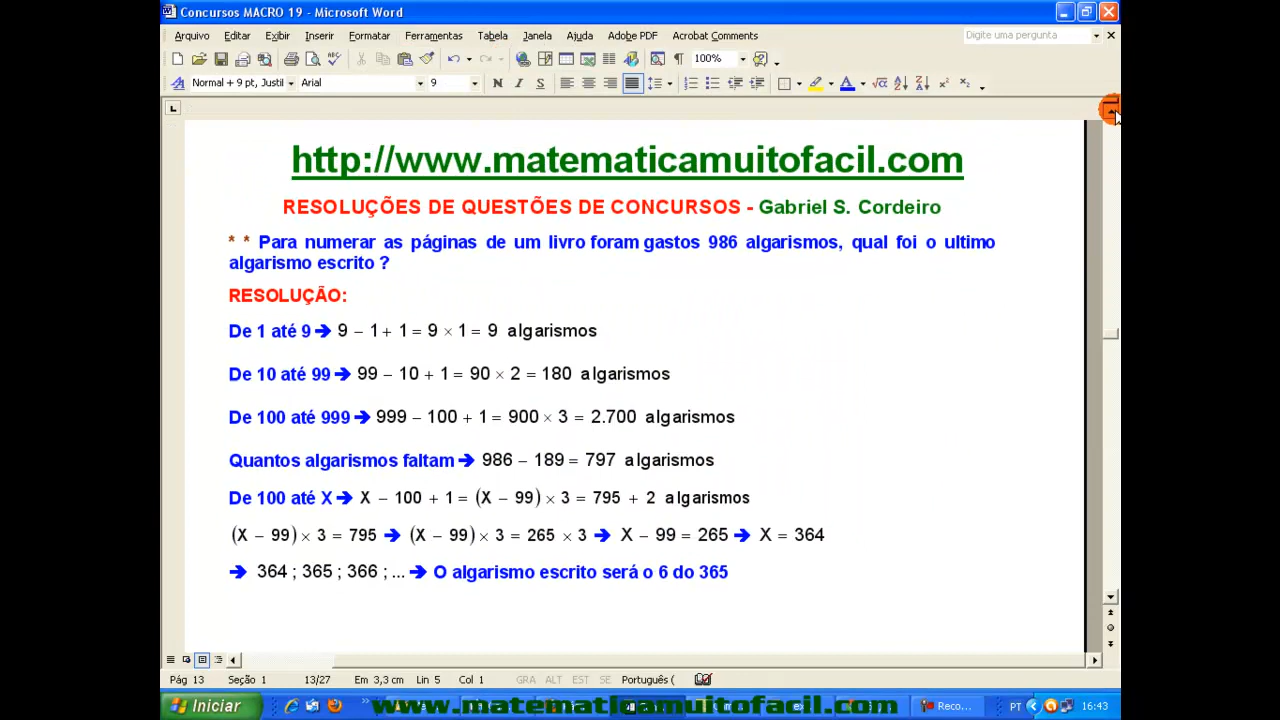 Concursos MACRO 19 - Microsoft Word
Arquivo Editar Exibir Inserir Formatar Ferramentas Tabela Janela Ajuda Adobe PDF Acrobat Comments Digite uma pergunta
100%
Normal + 9 pt, Justil Arial 9 N I S
http://www.matematicamuitofacil.com
RESOLUÇÕES DE QUESTÕES DE CONCURSOS - Gabriel S. Cordeiro
* * Para numerar as páginas de um livro foram gastos 986 algarismos, qual foi o ultimo
algarismo escrito ?
RESOLUÇÃO:
De 1 até 9 ➔ 9 − 1 + 1 = 9 × 1 = 9 algarismos
De 10 até 99 ➔ 99 − 10 + 1 = 90 × 2 = 180 algarismos
De 100 até 999 ➔ 999 − 100 + 1 = 900 × 3 = 2.700 algarismos
Quantos algarismos faltam ➔ 986 − 189 = 797 algarismos
De 100 até X ➔ X − 100 + 1 = (X − 99) × 3 = 795 + 2 algarismos
(X − 99) × 3 = 795 ➔ (X − 99) × 3 = 265 × 3 ➔ X − 99 = 265 ➔ X = 364
➔ 364 ; 365 ; 366 ; ... ➔ O algarismo escrito será o 6 do 365
Pág 13 Seção 1 13/27 Em 3,3 cm Lin 5 Col 1 GRA ALT EST SE Português (
Iniciar www.matematicamuitofacil.com Reco... PT 16:43